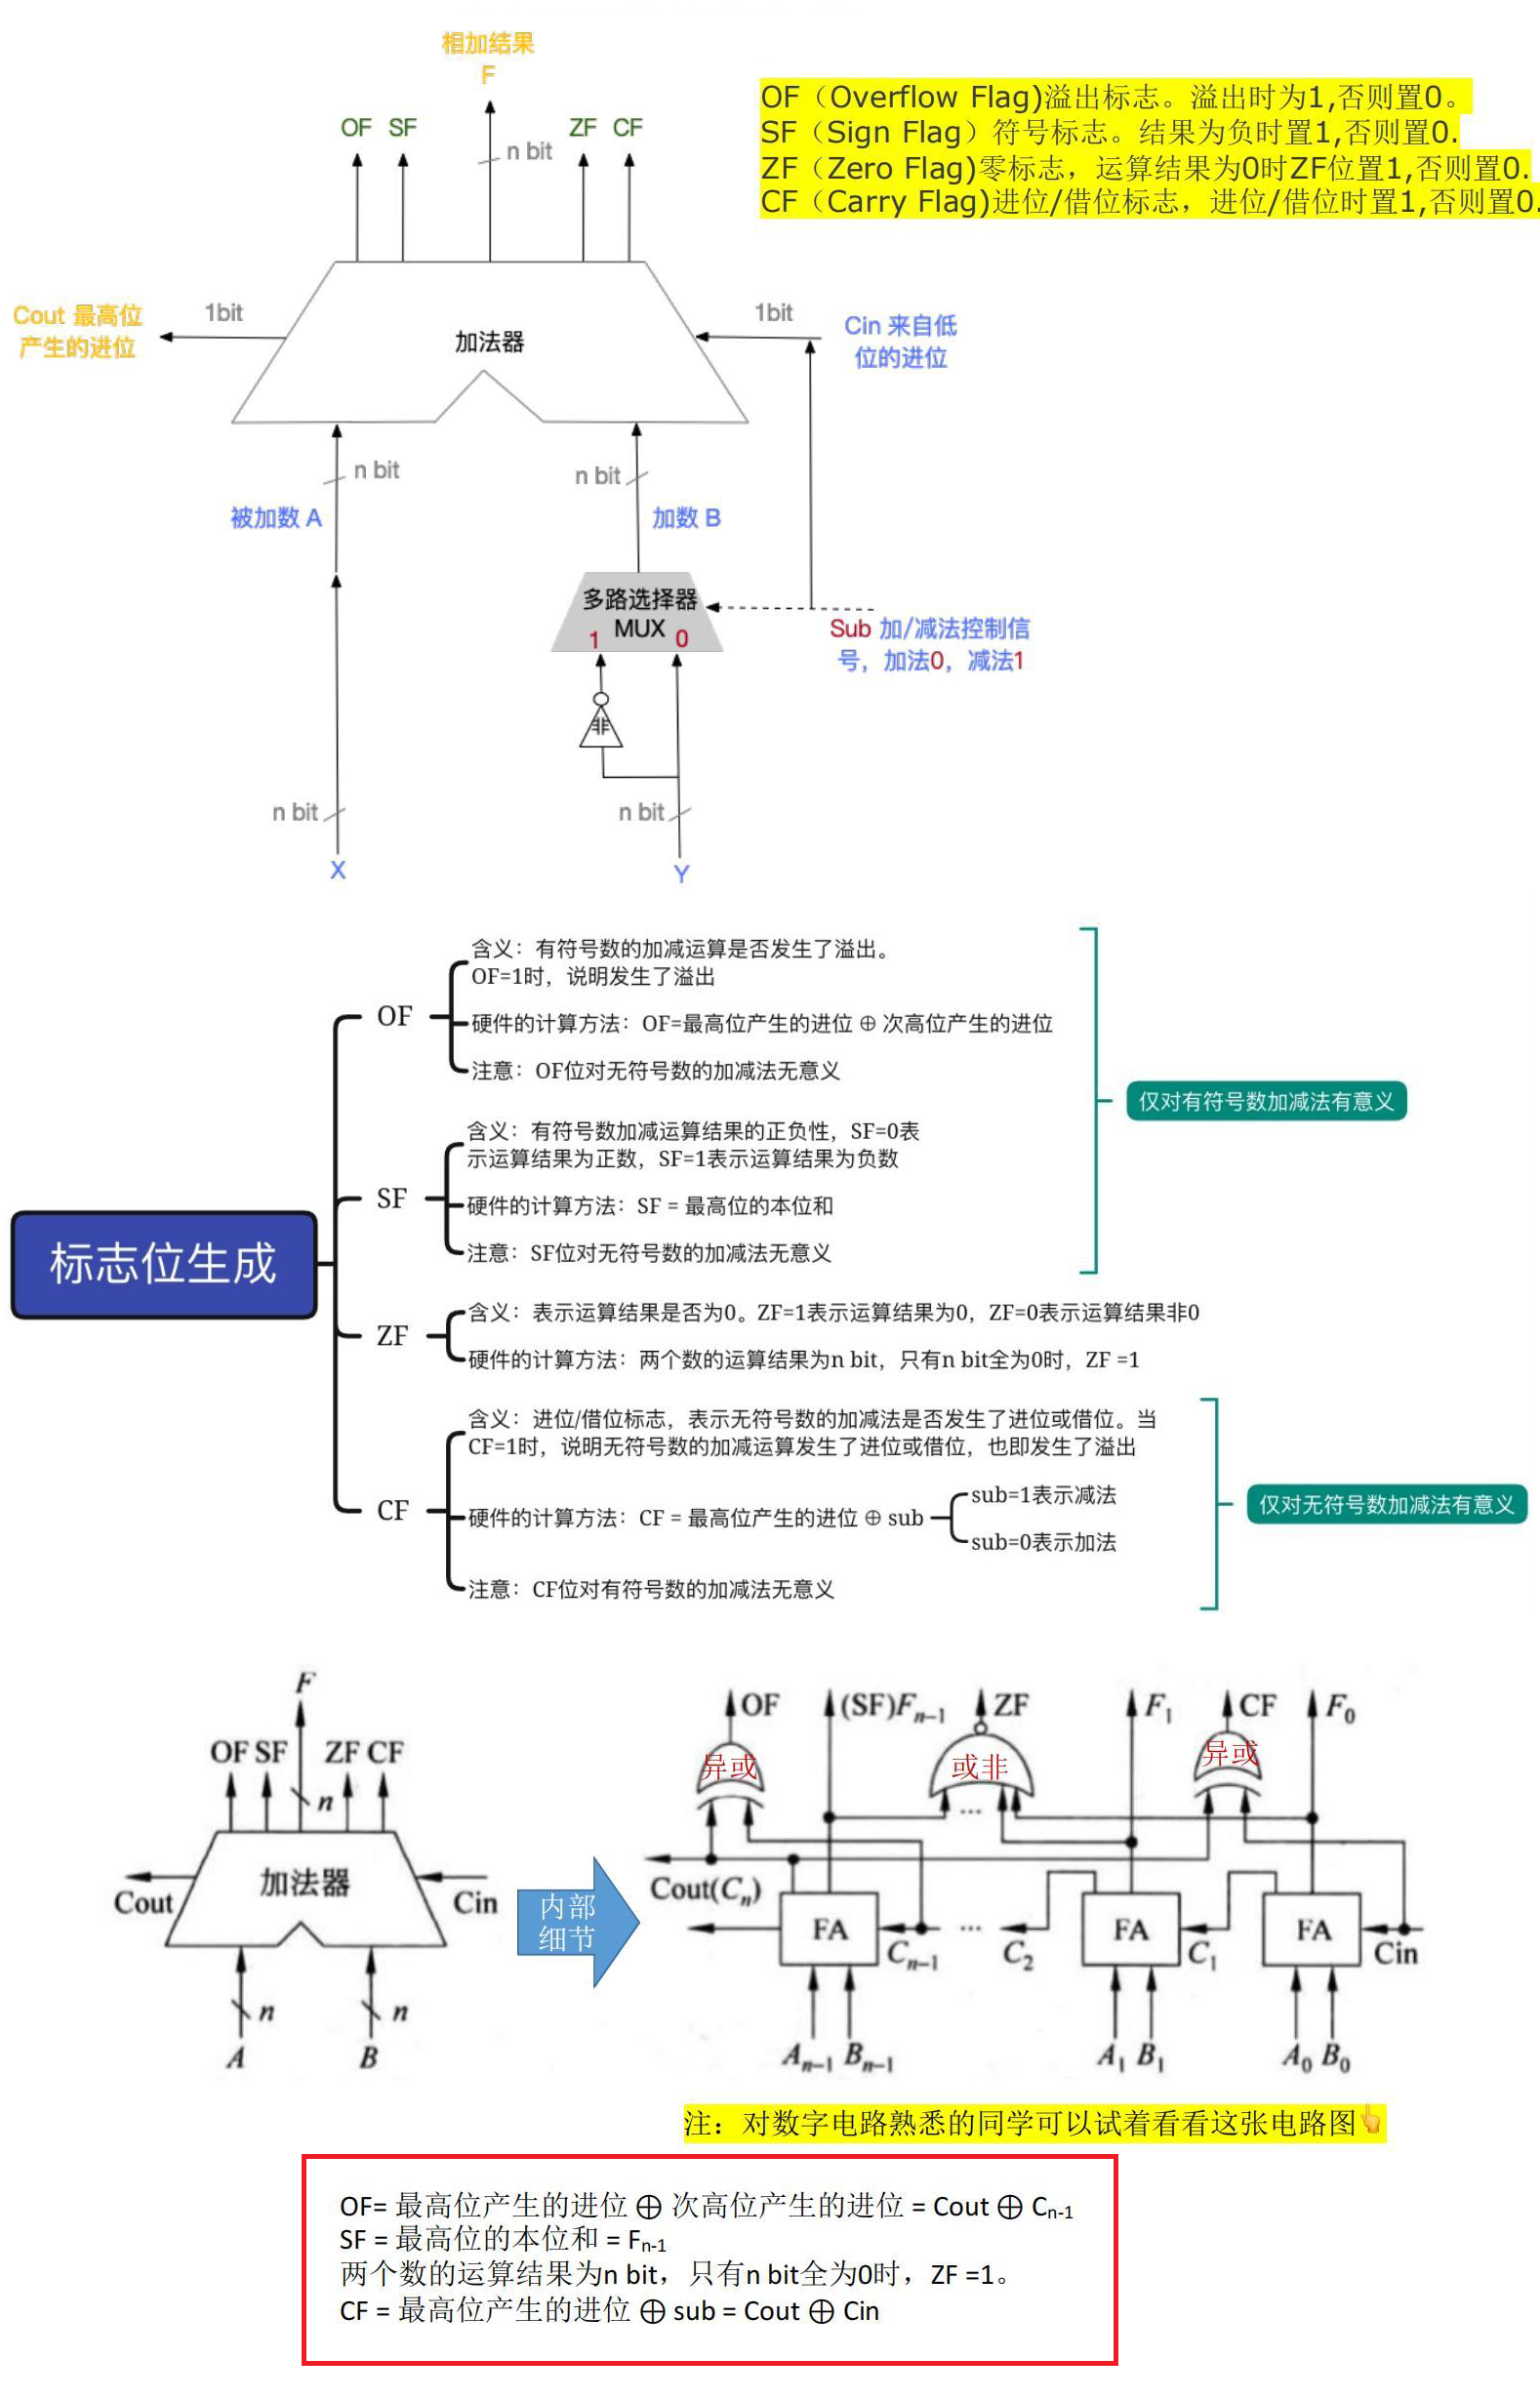 相加结果
F
OF SF
ZF CF
n bit
OF（Overflow Flag)溢出标志。溢出时为1,否则置0。
SF（Sign Flag）符号标志。结果为负时置1,否则置0.
ZF（Zero Flag)零标志，运算结果为0时ZF位置1,否则置0.
CF（Carry Flag)进位/借位标志，进位/借位时置1,否则置0.
Cout 最高位
产生的进位
1bit
加法器
1bit
Cin 来自低
位的进位
n bit
n bit
被加数 A
加数 B
多路选择器
MUX
1
0
Sub 加/减法控制信
号，加法0，减法1
非
n bit
n bit
X
Y
标志位生成
OF
含义：有符号数的加减运算是否发生了溢出。
OF=1时，说明发生了溢出
硬件的计算方法：OF=最高位产生的进位 ⊕ 次高位产生的进位
注意：OF位对无符号数的加减法无意义
SF
含义：有符号数加减运算结果的正负性，SF=0表
示运算结果为正数，SF=1表示运算结果为负数
硬件的计算方法：SF = 最高位的本位和
注意：SF位对无符号数的加减法无意义
仅对有符号数加减法有意义
ZF
含义：表示运算结果是否为0。ZF=1表示运算结果为0，ZF=0表示运算结果非0
硬件的计算方法：两个数的运算结果为n bit，只有n bit全为0时，ZF =1
CF
含义：进位/借位标志，表示无符号数的加减法是否发生了进位或借位。当
CF=1时，说明无符号数的加减运算发生了进位或借位，也即发生了溢出
硬件的计算方法：CF = 最高位产生的进位 ⊕ sub
sub=1表示减法
sub=0表示加法
注意：CF位对有符号数的加减法无意义
仅对无符号数加减法有意义
F
OF SF
ZF CF
n
加法器
Cout
Cin
n
n
A
B
内部
细节
OF
(SF)Fn-1
ZF
F1
CF
F0
异或
或非
异或
...
Cout(Cn)
FA
Cn-1
...
C2
FA
C1
FA
Cin
An-1 Bn-1
A1 B1
A0 B0
注：对数字电路熟悉的同学可以试着看看这张电路图👆
OF= 最高位产生的进位 ⊕ 次高位产生的进位 = Cout ⊕ Cn-1
SF = 最高位的本位和 = Fn-1
两个数的运算结果为n bit，只有n bit全为0时，ZF =1。
CF = 最高位产生的进位 ⊕ sub = Cout ⊕ Cin